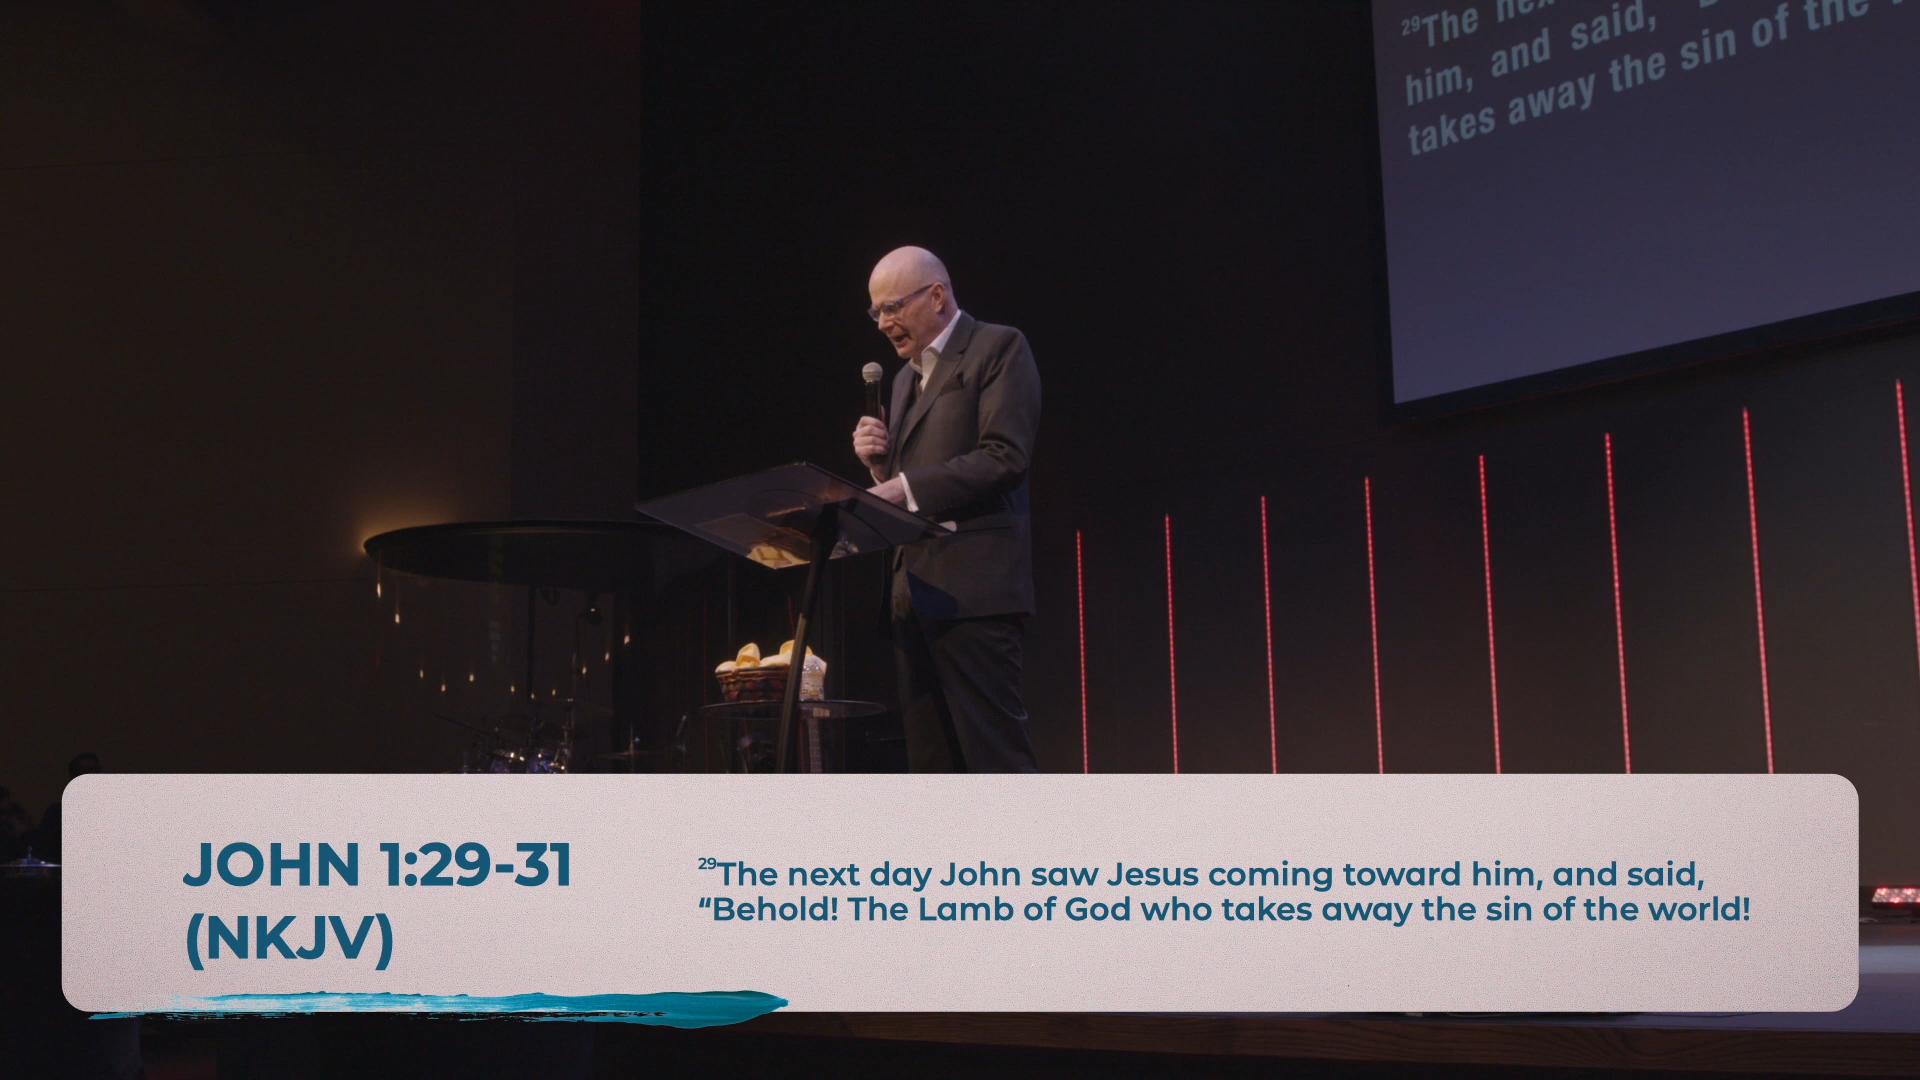 29The nex
him, and said,
takes away the sin of the
JOHN 1:29-31
(NKJV)
29The next day John saw Jesus coming toward him, and said,
“Behold! The Lamb of God who takes away the sin of the world!